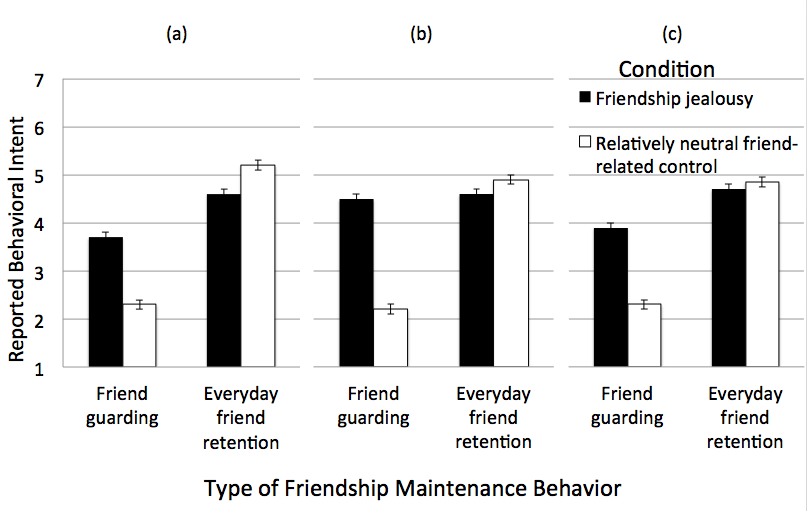 (a)
(b)
(c)
Condition
Friendship jealousy
Relatively neutral friend-
related control
Reported Behavioral Intent
7
6
5
4
3
2
1
Friend
guarding
Everyday
friend
retention
Friend
guarding
Everyday
friend
retention
Friend
guarding
Everyday
friend
retention
Type of Friendship Maintenance Behavior